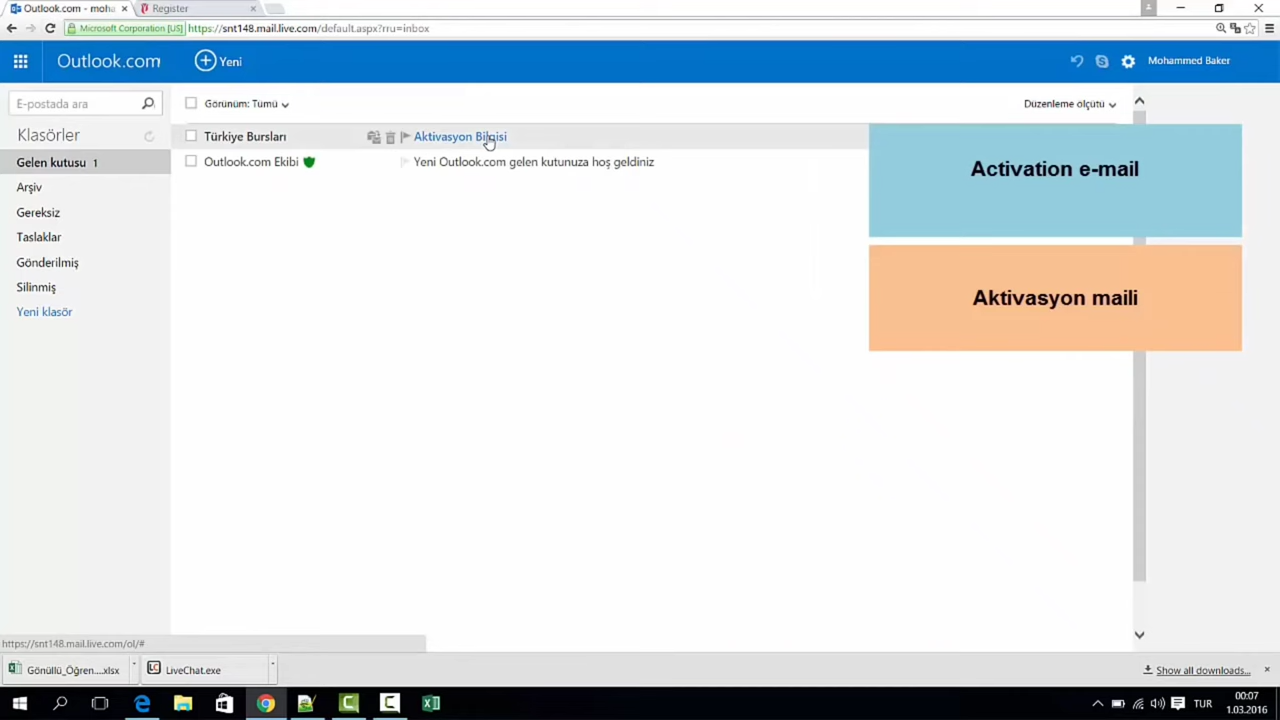 Outlook.com - moha
Register
Microsoft Corporation [US]
https://snt148.mail.live.com/default.aspx?rru=inbox
Outlook.com
Yeni
Mohammed Baker
E-postada ara
Görünüm: Tümü
Düzenleme ölçütü
Klasörler
Türkiye Bursları
Aktivasyon Bilgisi
Gelen kutusu 1
Outlook.com Ekibi
Yeni Outlook.com gelen kutunuza hoş geldiniz
Activation e-mail
Arşiv
Gereksiz
Taslaklar
Gönderilmiş
Silinmiş
Yeni klasör
Aktivasyon maili
https://snt148.mail.live.com/ol/#
Gönüllü_Öğren....xlsx
LiveChat.exe
Show all downloads...
TUR
00:07
1.03.2016